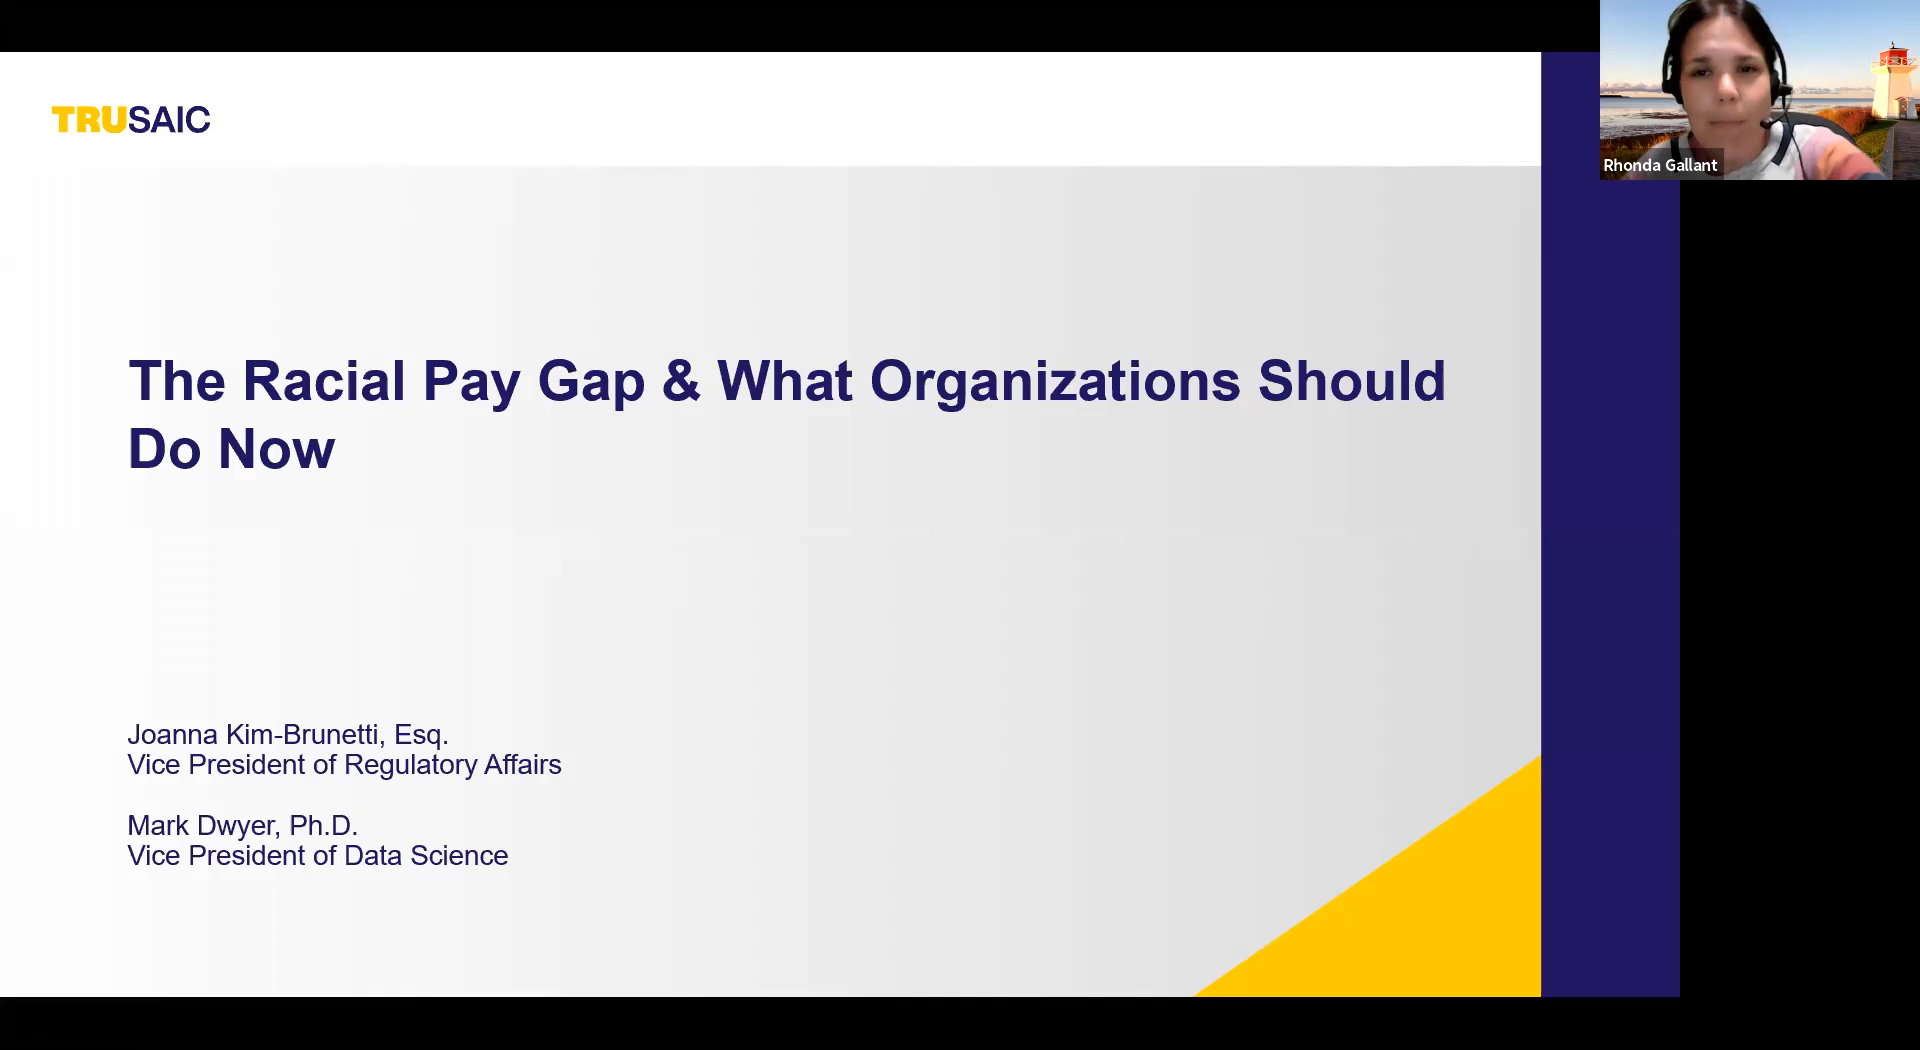 TRUSAIC
Rhonda Gallant
The Racial Pay Gap & What Organizations Should
Do Now
Joanna Kim-Brunetti, Esq.
Vice President of Regulatory Affairs
Mark Dwyer, Ph.D.
Vice President of Data Science